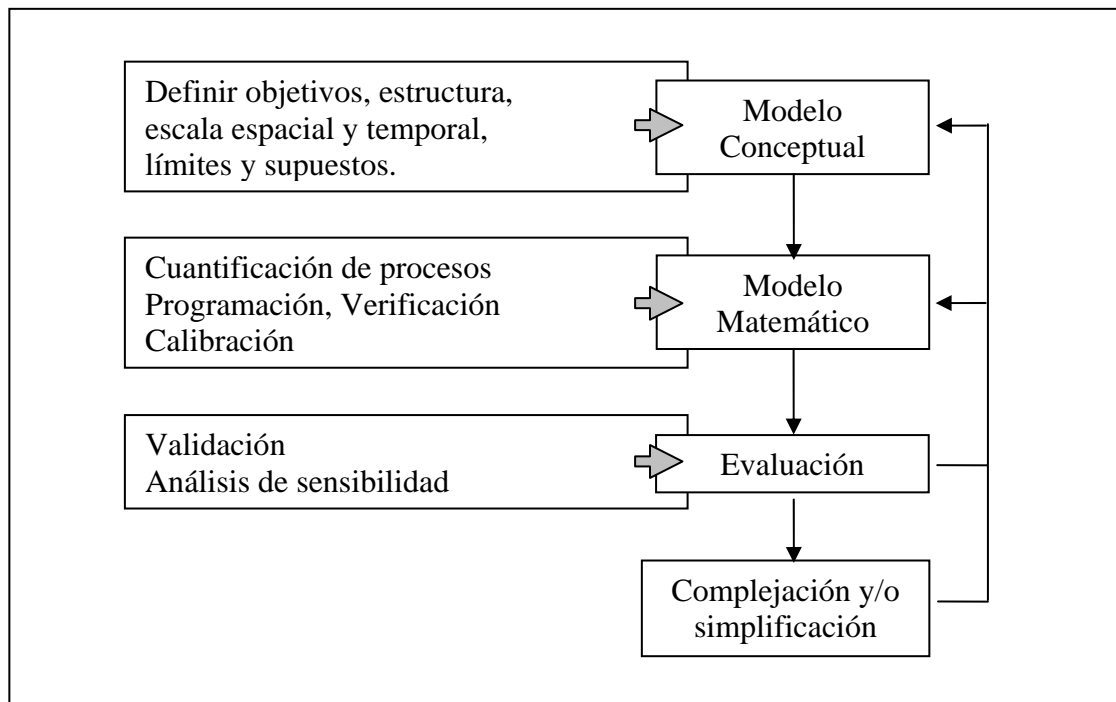 Definir objetivos, estructura,
escala espacial y temporal,
límites y supuestos.
Modelo
Conceptual
Cuantificación de procesos
Programación, Verificación
Calibración
Modelo
Matemático
Validación
Análisis de sensibilidad
Evaluación
Complejación y/o
simplificación